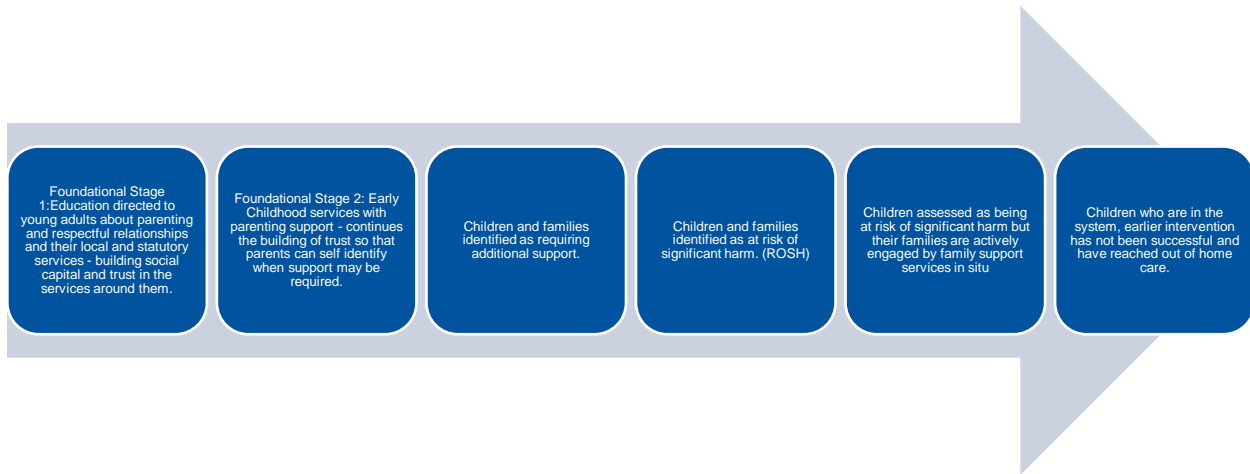 Foundational Stage
1:Education directed to
young adults about parenting
and respectful relationships
and their local and statutory
services - building social
capital and trust in the
services around them.
Foundational Stage 2: Early
Childhood services with
parenting support - continues
the building of trust so that
parents can self identify
when support may be
required.
Children and families
identified as requiring
additional support.
Children and families
identified as at risk of
significant harm. (ROSH)
Children assessed as being
at risk of significant harm but
their families are actively
engaged by family support
services in situ
Children who are in the
system, earlier intervention
has not been successful and
have reached out of home
care.